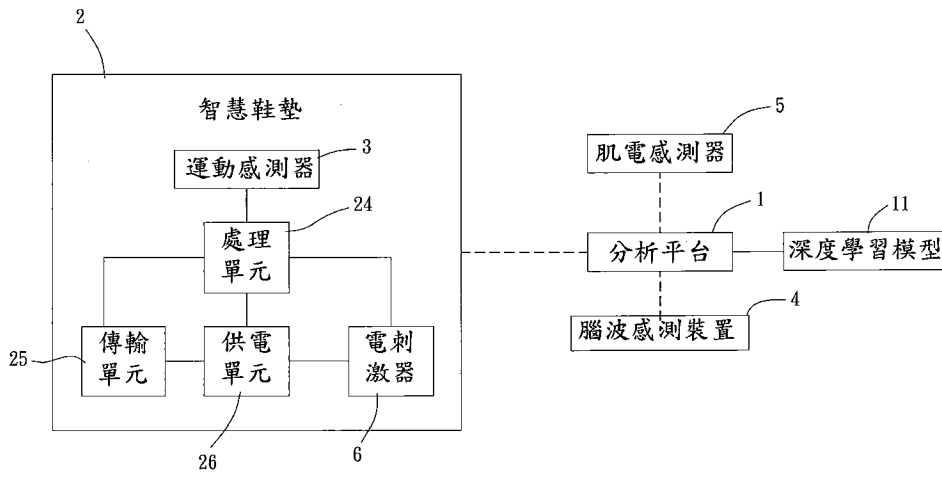 2
智慧鞋墊
3
運動感測器
24
處理
單元
25
傳輸
單元
供電
單元
26
電刺
激器
6
5
肌電感測器
1
分析平台
11
深度學習模型
4
腦波感測裝置